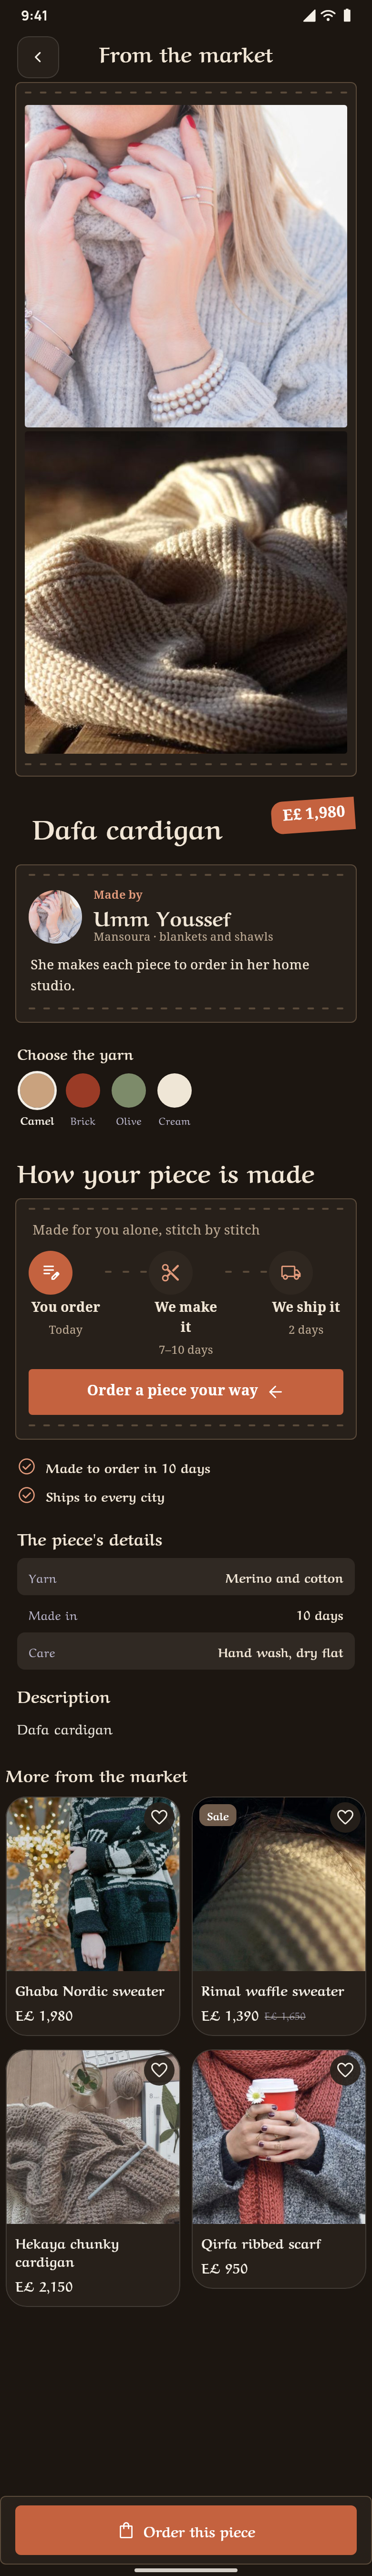 9:41
From the market
E£ 1,980
Dafa cardigan
Made by
Umm Youssef
Mansoura · blankets and shawls
She makes each piece to order in her home
studio.
Choose the yarn
Camel
Brick
Olive
Cream
How your piece is made
Made for you alone, stitch by stitch
You order
Today
We make
it
7–10 days
We ship it
2 days
Order a piece your way
Made to order in 10 days
Ships to every city
The piece's details
Yarn
Merino and cotton
Made in
10 days
Care
Hand wash, dry flat
Description
Dafa cardigan
More from the market
Ghaba Nordic sweater
E£ 1,980
Sale
Rimal waffle sweater
E£ 1,390 E£ 1,650
Hekaya chunky
cardigan
E£ 2,150
Qirfa ribbed scarf
E£ 950
Order this piece